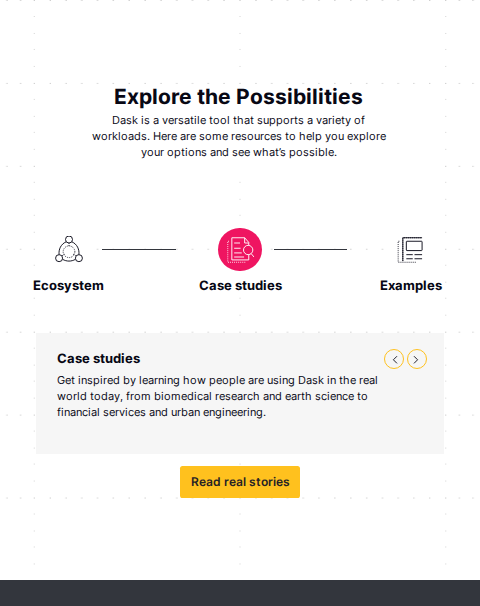 Explore the Possibilities
Dask is a versatile tool that supports a variety of
workloads. Here are some resources to help you explore
your options and see what’s possible.
Ecosystem
Case studies
Examples
Case studies
Get inspired by learning how people are using Dask in the real
world today, from biomedical research and earth science to
financial services and urban engineering.
Read real stories